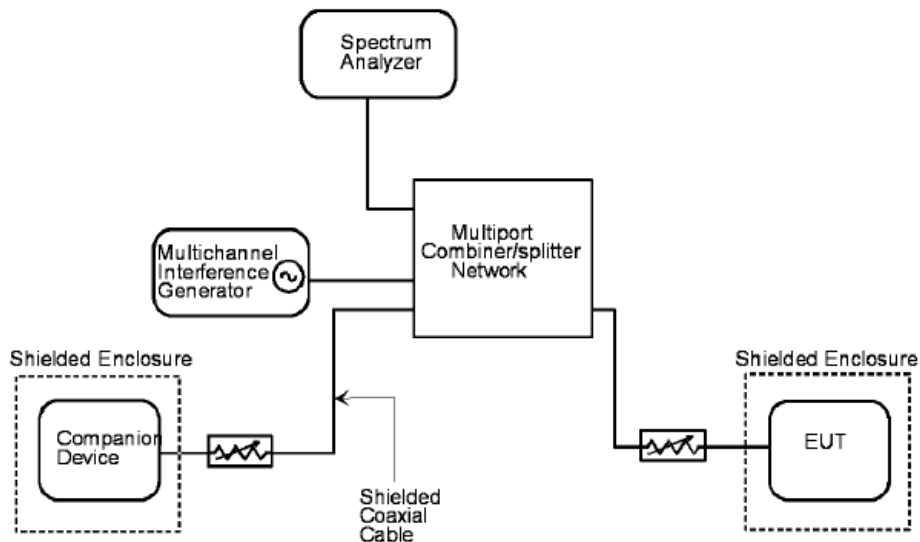 Spectrum
Analyzer
Multiport
Combiner/splitter
Network
Multichannel
Interference
Generator
Shielded Enclosure
Companion
Device
Shielded
Coaxial
Cable
Shielded Enclosure
EUT